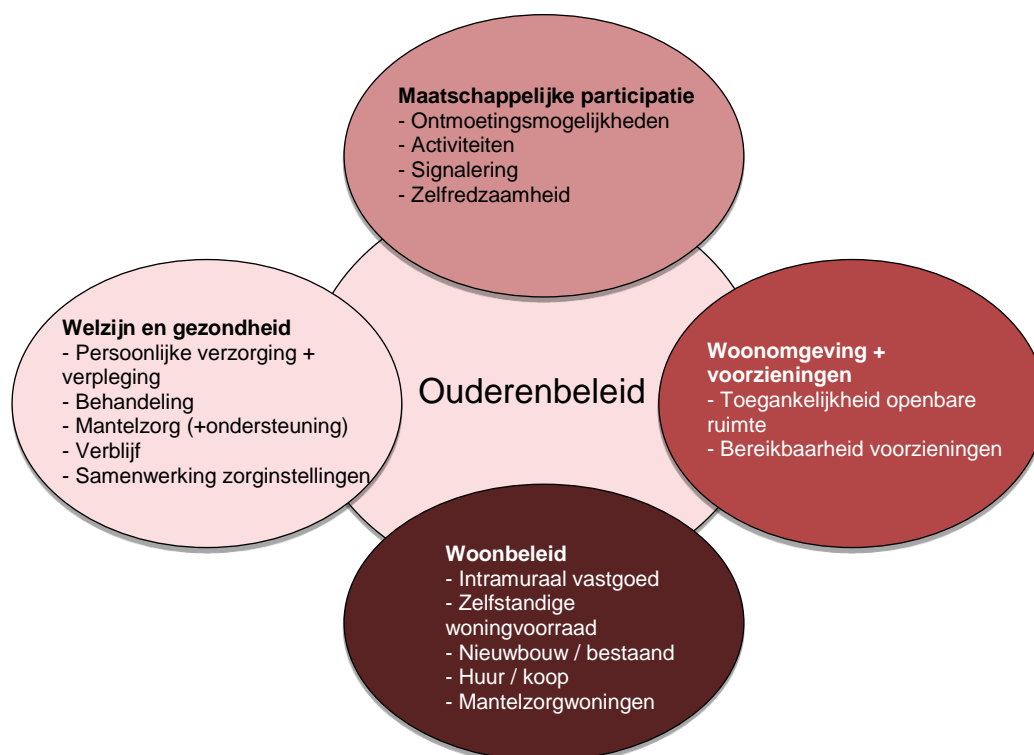 Maatschappelijke participatie
- Ontmoetingsmogelijkheden
- Activiteiten
- Signalering
- Zelfredzaamheid
Welzijn en gezondheid
- Persoonlijke verzorging +
verpleging
- Behandeling
- Mantelzorg (+ondersteuning)
- Verblijf
- Samenwerking zorginstellingen
Ouderenbeleid
Woonomgeving +
voorzieningen
- Toegankelijkheid openbare
ruimte
- Bereikbaarheid voorzieningen
Woonbeleid
- Intramuraal vastgoed
- Zelfstandige
woningvoorraad
- Nieuwbouw / bestaand
- Huur / koop
- Mantelzorgwoningen